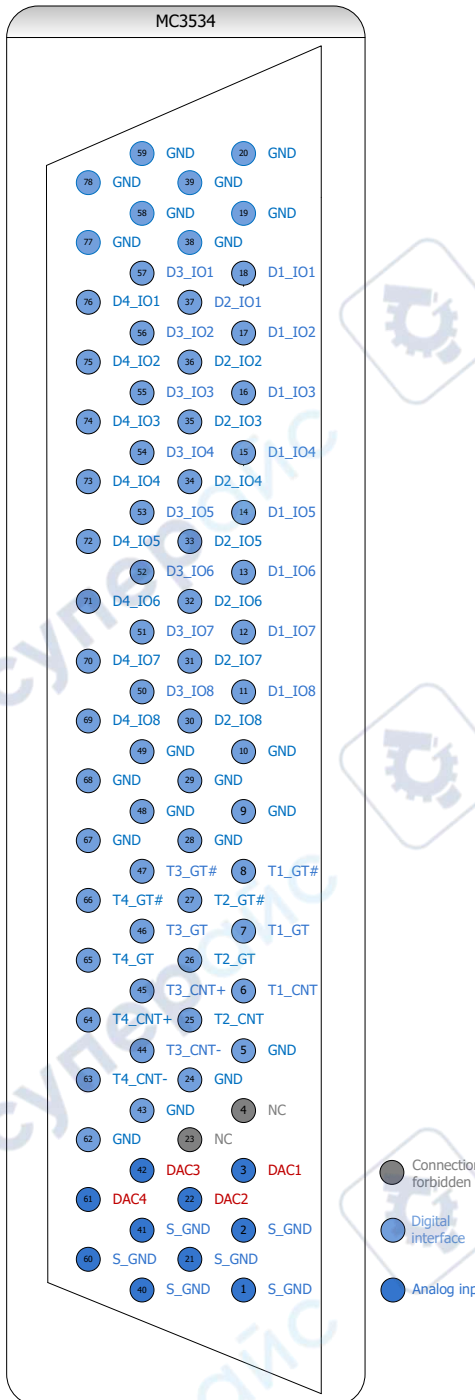 MC3534
59 GND 20 GND
78 GND 39 GND
58 GND 19 GND
77 GND 38 GND
57 D3_IO1 18 D1_IO1
76 D4_IO1 37 D2_IO1
56 D3_IO2 17 D1_IO2
75 D4_IO2 36 D2_IO2
55 D3_IO3 16 D1_IO3
74 D4_IO3 35 D2_IO3
54 D3_IO4 15 D1_IO4
73 D4_IO4 34 D2_IO4
53 D3_IO5 14 D1_IO5
72 D4_IO5 33 D2_IO5
52 D3_IO6 13 D1_IO6
71 D4_IO6 32 D2_IO6
51 D3_IO7 12 D1_IO7
70 D4_IO7 31 D2_IO7
50 D3_IO8 11 D1_IO8
69 D4_IO8 30 D2_IO8
49 GND 10 GND
68 GND 29 GND
48 GND 9 GND
67 GND 28 GND
47 T3_GT# 8 T1_GT#
66 T4_GT# 27 T2_GT#
46 T3_GT 7 T1_GT
65 T4_GT 26 T2_GT
45 T3_CNT+ 6 T1_CNT
64 T4_CNT+ 25 T2_CNT
44 T3_CNT- 5 GND
63 T4_CNT- 24 GND
43 GND 4 NC
62 GND 23 NC
42 DAC3 3 DAC1
61 DAC4 22 DAC2
41 S_GND 2 S_GND
60 S_GND 21 S_GND
40 S_GND 1 S_GND
Connection
forbidden
Digital
interface
Analog inp
суперайс
суперайс
айс